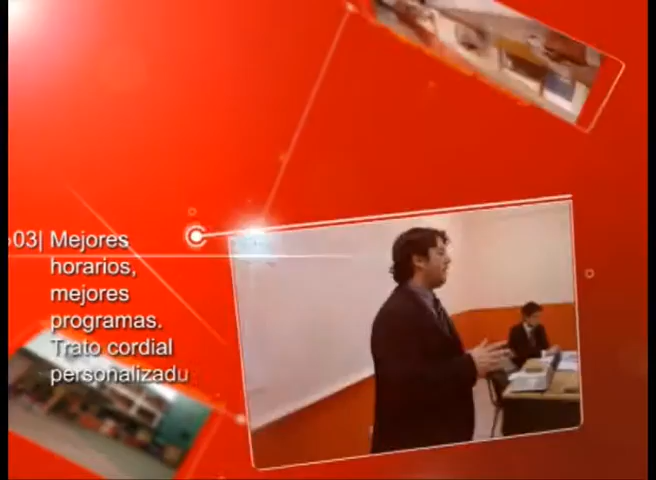 03| Mejores
horarios,
mejores
programas.
Trato cordial
personalizadu